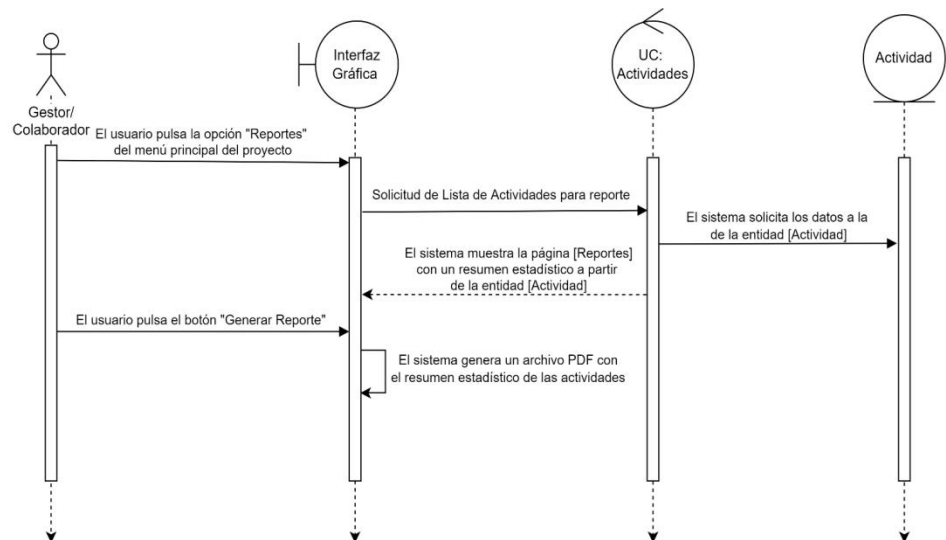 Interfaz
Gráfica
UC:
Actividades
Actividad
Gestor/
Colaborador
El usuario pulsa la opción "Reportes"
del menú principal del proyecto
Solicitud de Lista de Actividades para reporte
El sistema solicita los datos a la
de la entidad [Actividad]
El sistema muestra la página [Reportes]
con un resumen estadístico a partir
de la entidad [Actividad]
El usuario pulsa el botón "Generar Reporte"
El sistema genera un archivo PDF con
el resumen estadístico de las actividades